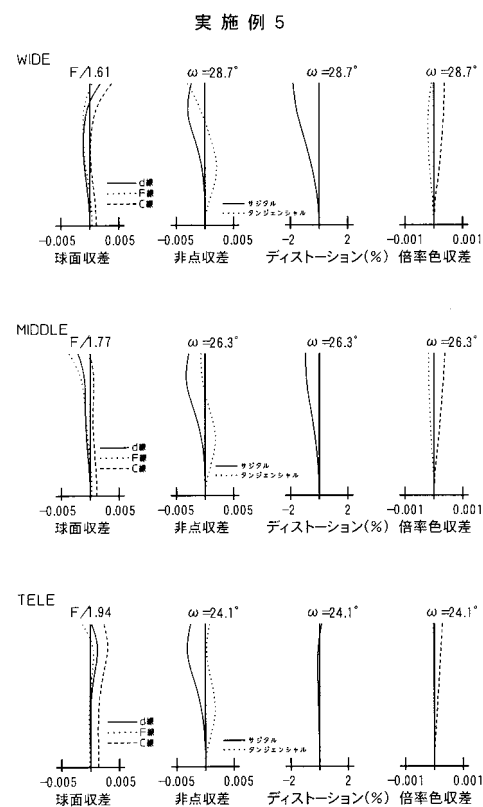 実施例5
WIDE
F/1.61 ω=28.7° ω=28.7° ω=28.7°
d線
F線
C線
サジタル
タンジェンシャル
-0.005 0.005 -0.005 0.005 -2 2 -0.001 0.001
球面収差 非点収差 ディストーション(%) 倍率色収差
MIDDLE
F/1.77 ω=26.3° ω=26.3° ω=26.3°
d線
F線
C線
サジタル
タンジェンシャル
-0.005 0.005 -0.005 0.005 -2 2 -0.001 0.001
球面収差 非点収差 ディストーション(%) 倍率色収差
TELE
F/1.94 ω=24.1° ω=24.1° ω=24.1°
d線
F線
C線
サジタル
タンジェンシャル
-0.005 0.005 -0.005 0.005 -2 2 -0.001 0.001
球面収差 非点収差 ディストーション(%) 倍率色収差